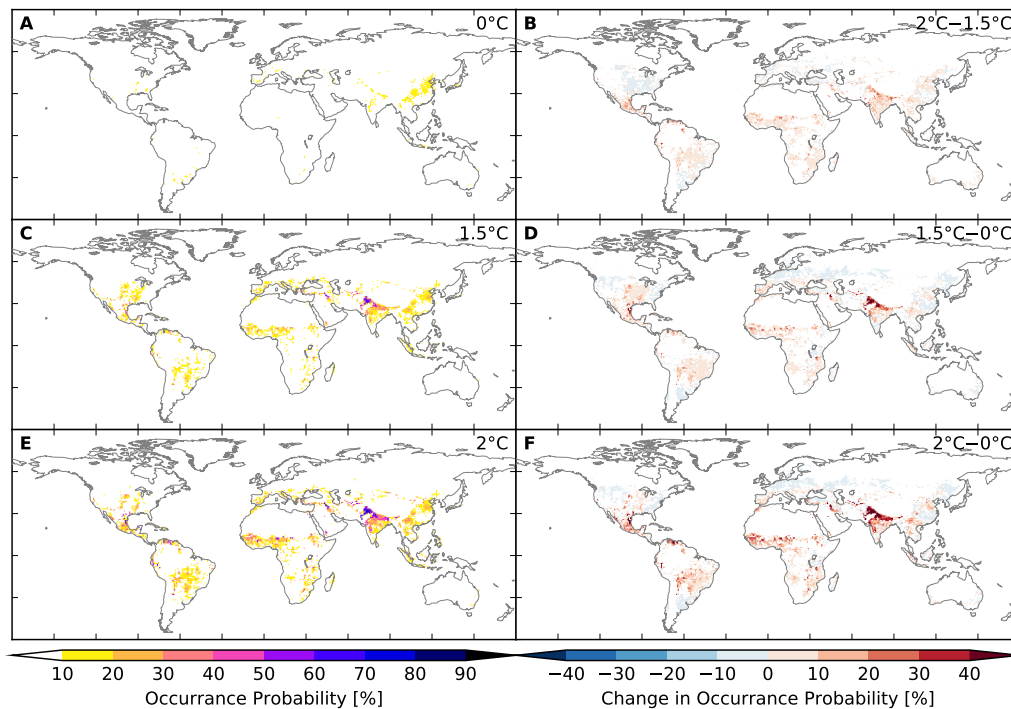 A 0°C
B 2°C−1.5°C
C 1.5°C
D 1.5°C−0°C
E 2°C
F 2°C−0°C
10 20 30 40 50 60 70 80 90
Occurrance Probability [%]
−40 −30 −20 −10 0 10 20 30 40
Change in Occurrance Probability [%]